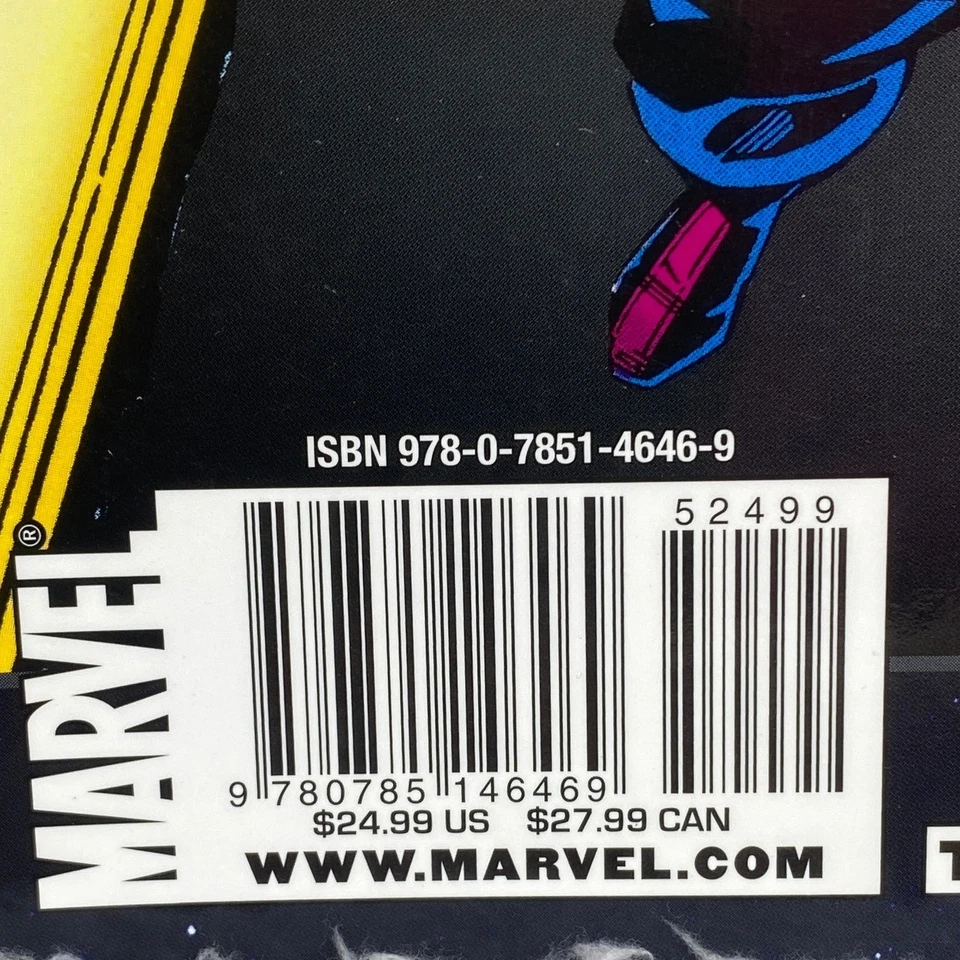 ISBN 978-0-7851-4646-9
52499
MARVEL®
9 780785 146469
$24.99 US $27.99 CAN
WWW.MARVEL.COM
T